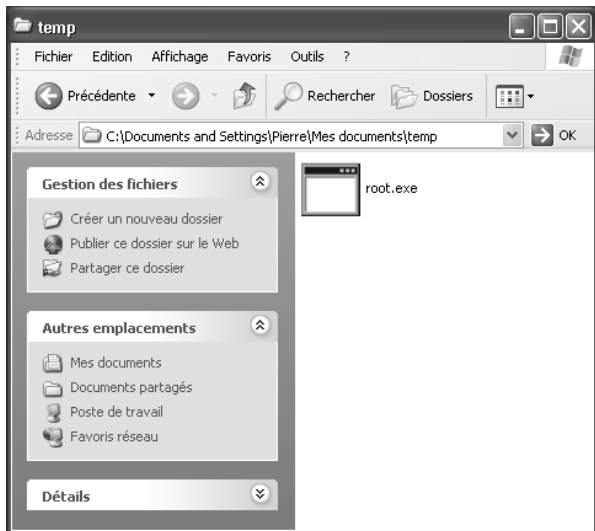 temp
Fichier Edition Affichage Favoris Outils ?
Précédente Rechercher Dossiers
Adresse C:\Documents and Settings\Pierre\Mes documents\temp OK
Gestion des fichiers
Créer un nouveau dossier
Publier ce dossier sur le Web
Partager ce dossier
Autres emplacements
Mes documents
Documents partagés
Poste de travail
Favoris réseau
Détails
root.exe